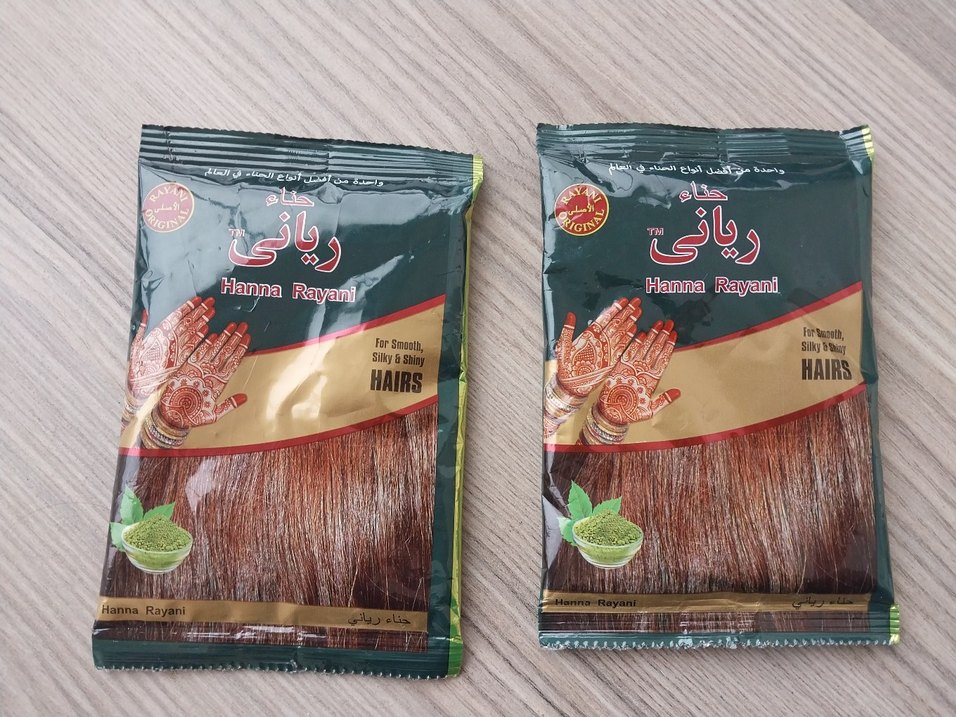 واحدة من أفضل أنواع الحناء في العالم
RAYANI
الأصلي
ORIGINAL
حناء
ريانى TM
Hanna Rayani
For Smooth,
Silky & Shiny
HAIRS
Hanna Rayani
حناء رياني
واحدة من أفضل أنواع الحناء في العالم
RAYANI
الأصلي
ORIGINAL
حناء
ريانى TM
Hanna Rayani
For Smooth,
Silky & Shiny
HAIRS
Hanna Rayani
حناء رياني